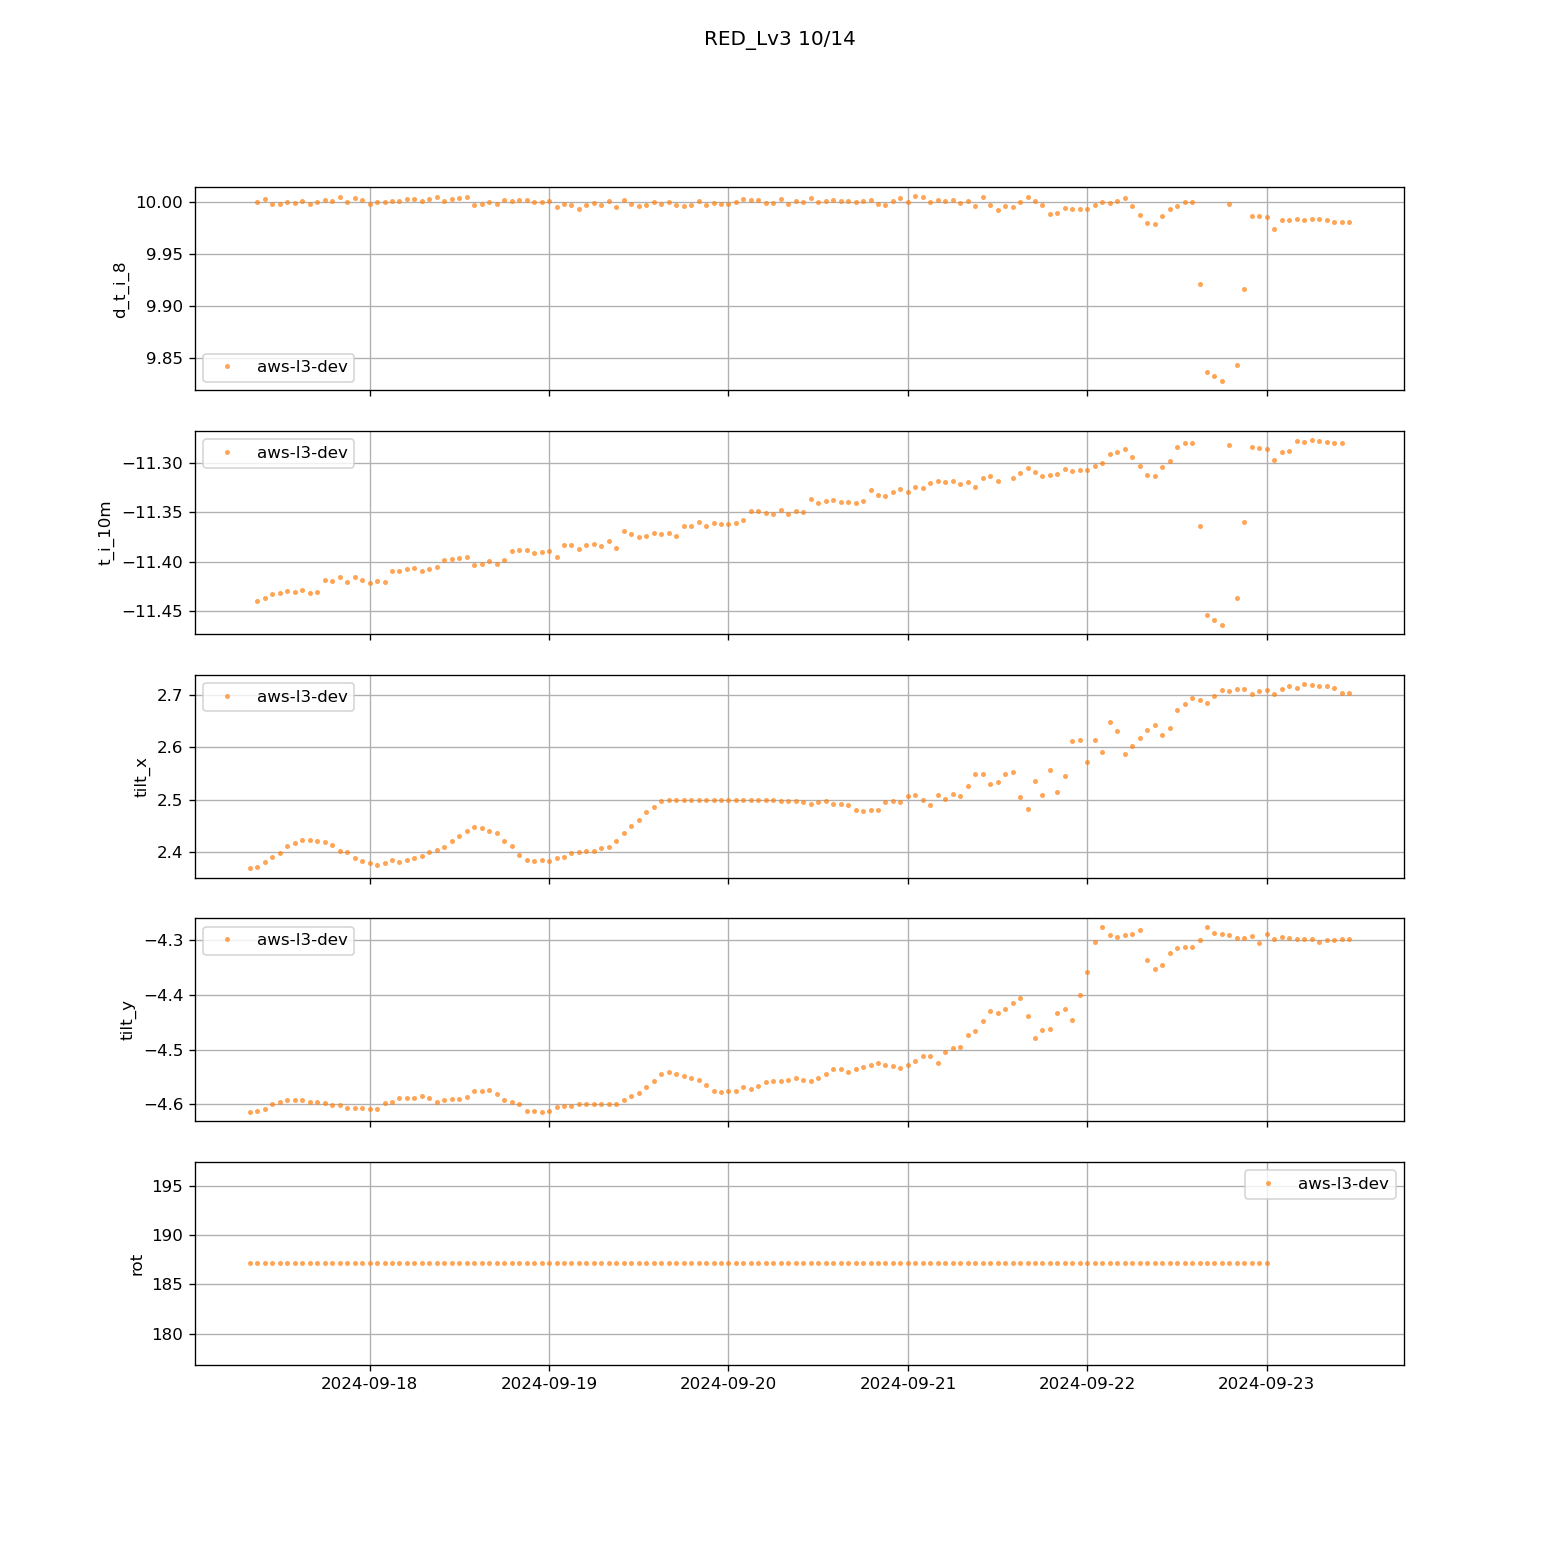 RED_Lv3 10/14
10.00
9.95
9.90
9.85
d_t_i_8
aws-l3-dev
−11.30
−11.35
−11.40
−11.45
t_i_10m
aws-l3-dev
2.7
2.6
2.5
2.4
tilt_x
aws-l3-dev
−4.3
−4.4
−4.5
−4.6
tilt_y
aws-l3-dev
195
190
185
180
rot
aws-l3-dev
2024-09-18 2024-09-19 2024-09-20 2024-09-21 2024-09-22 2024-09-23